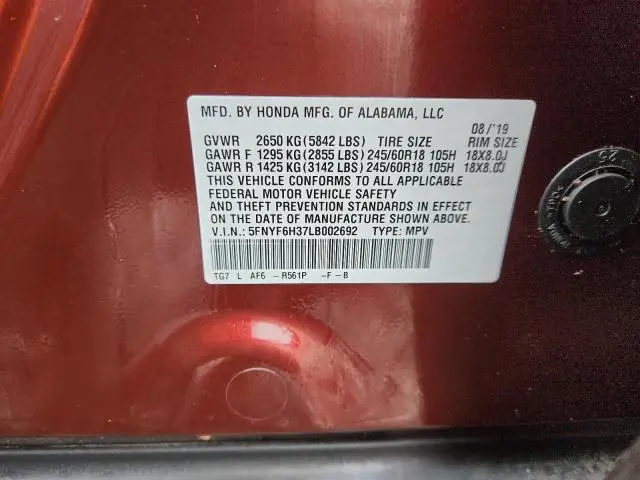 MFD. BY HONDA MFG. OF ALABAMA, LLC
08/'19
GVWR 2650 KG (5842 LBS) TIRE SIZE RIM SIZE
GAWR F 1295 KG (2855 LBS) 245/60R18 105H 18X8.0J
GAWR R 1425 KG (3142 LBS) 245/60R18 105H 18X8.0J
THIS VEHICLE CONFORMS TO ALL APPLICABLE
FEDERAL MOTOR VEHICLE SAFETY
AND THEFT PREVENTION STANDARDS IN EFFECT
ON THE DATE OF MANUFACTURE SHOWN ABOVE.
V.I.N.: 5FNYF6H37LB002692 TYPE: MPV
TG7 L AF6 -R561P -F-B
25